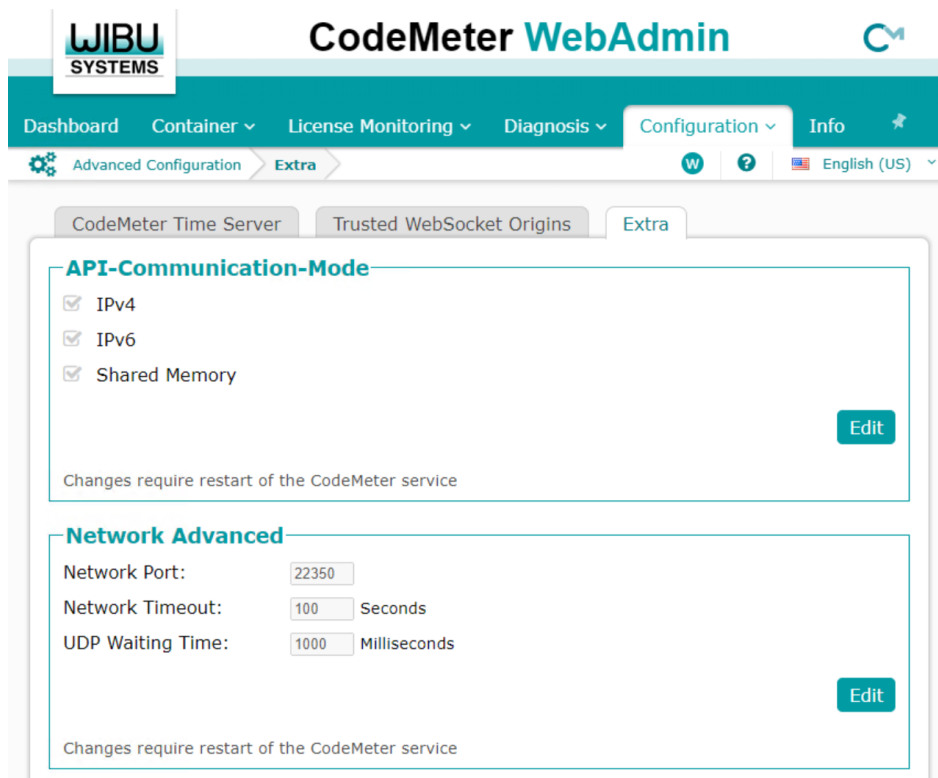 WIBU
SYSTEMS
CodeMeter WebAdmin
CM
Dashboard Container License Monitoring Diagnosis Configuration Info
Advanced Configuration Extra W ? English (US)
CodeMeter Time Server Trusted WebSocket Origins Extra
API-Communication-Mode
IPv4
IPv6
Shared Memory
Edit
Changes require restart of the CodeMeter service
Network Advanced
Network Port: 22350
Network Timeout: 100 Seconds
UDP Waiting Time: 1000 Milliseconds
Edit
Changes require restart of the CodeMeter service